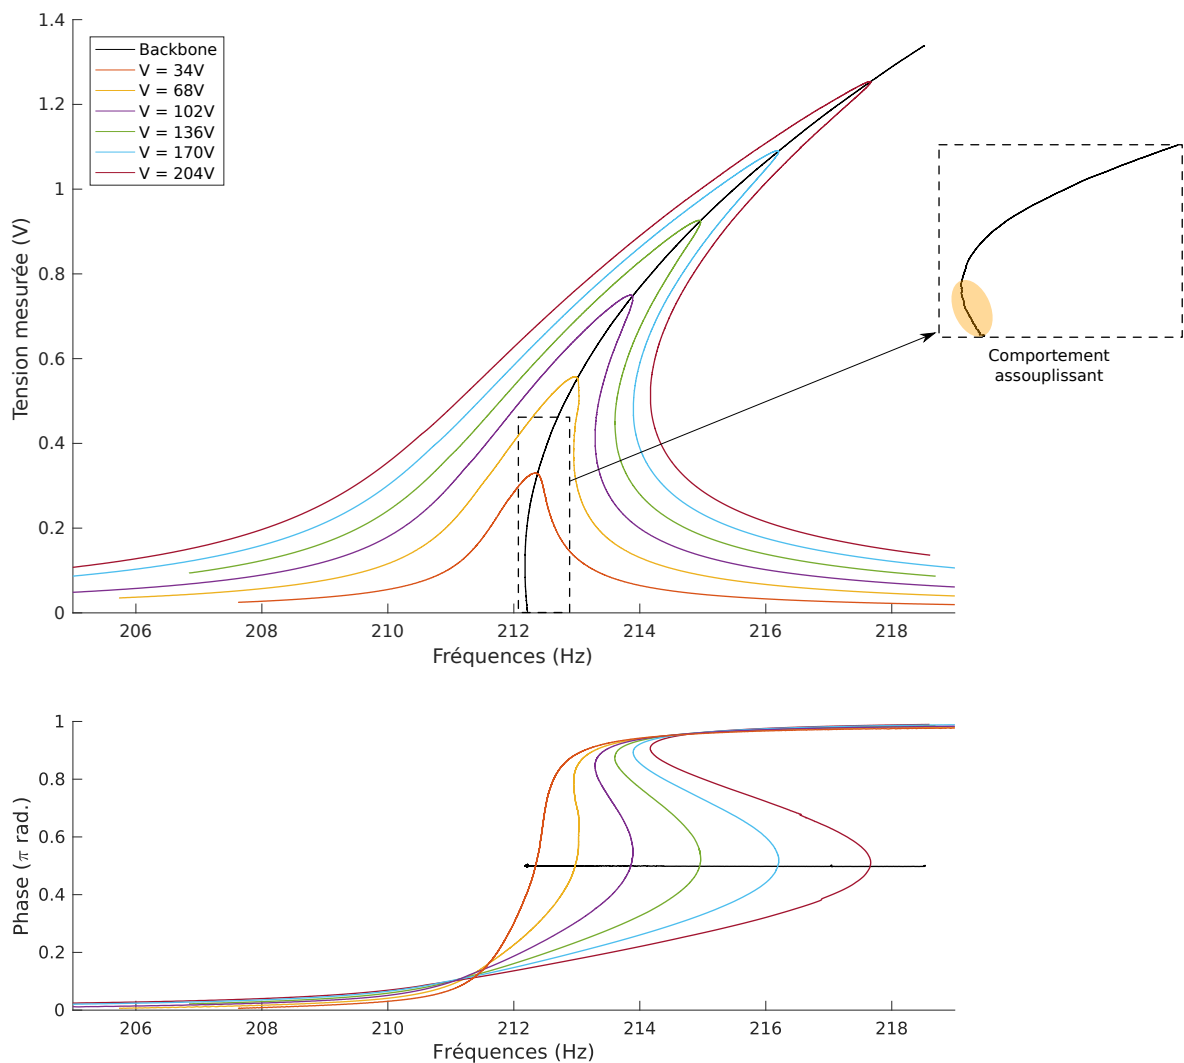 1.4
1.2
1
0.8
0.6
0.4
0.2
0
Tension mesurée (V)
Backbone
V = 34V
V = 68V
V = 102V
V = 136V
V = 170V
V = 204V
Comportement
assouplissant
206 208 210 212 214 216 218
Fréquences (Hz)
1
0.8
0.6
0.4
0.2
0
Phase (π rad.)
206 208 210 212 214 216 218
Fréquences (Hz)